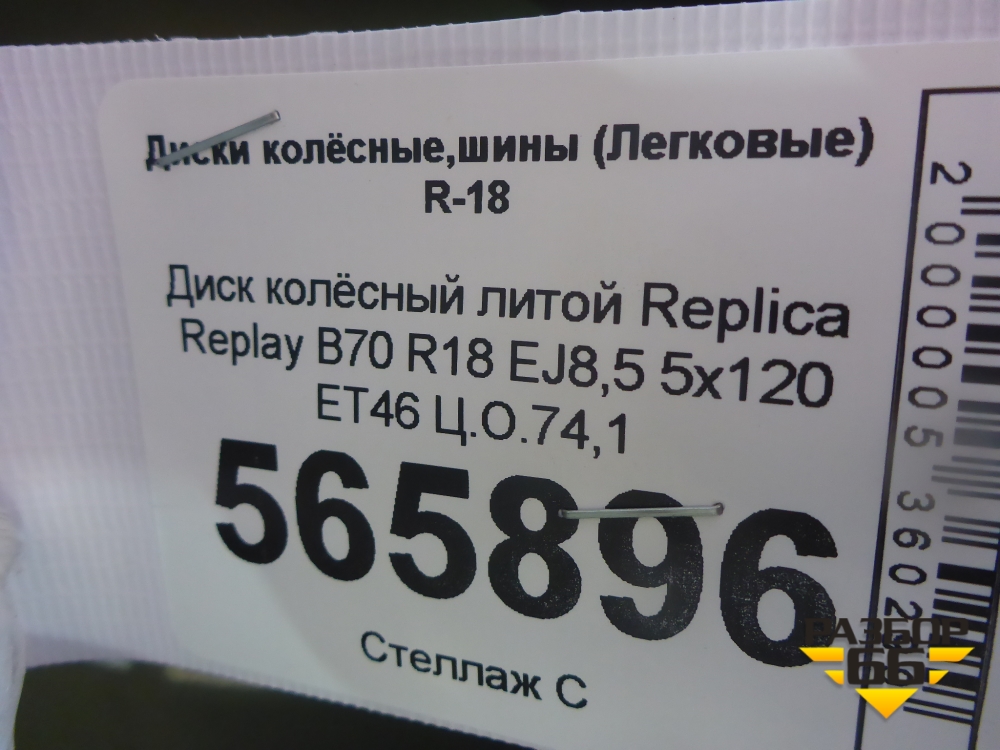 Диски колёсные,шины (Легковые)
R-18
Диск колёсный литой Replica
Replay B70 R18 EJ8,5 5x120
ET46 Ц.О.74,1
565896
Стеллаж С
РАЗБОР
66